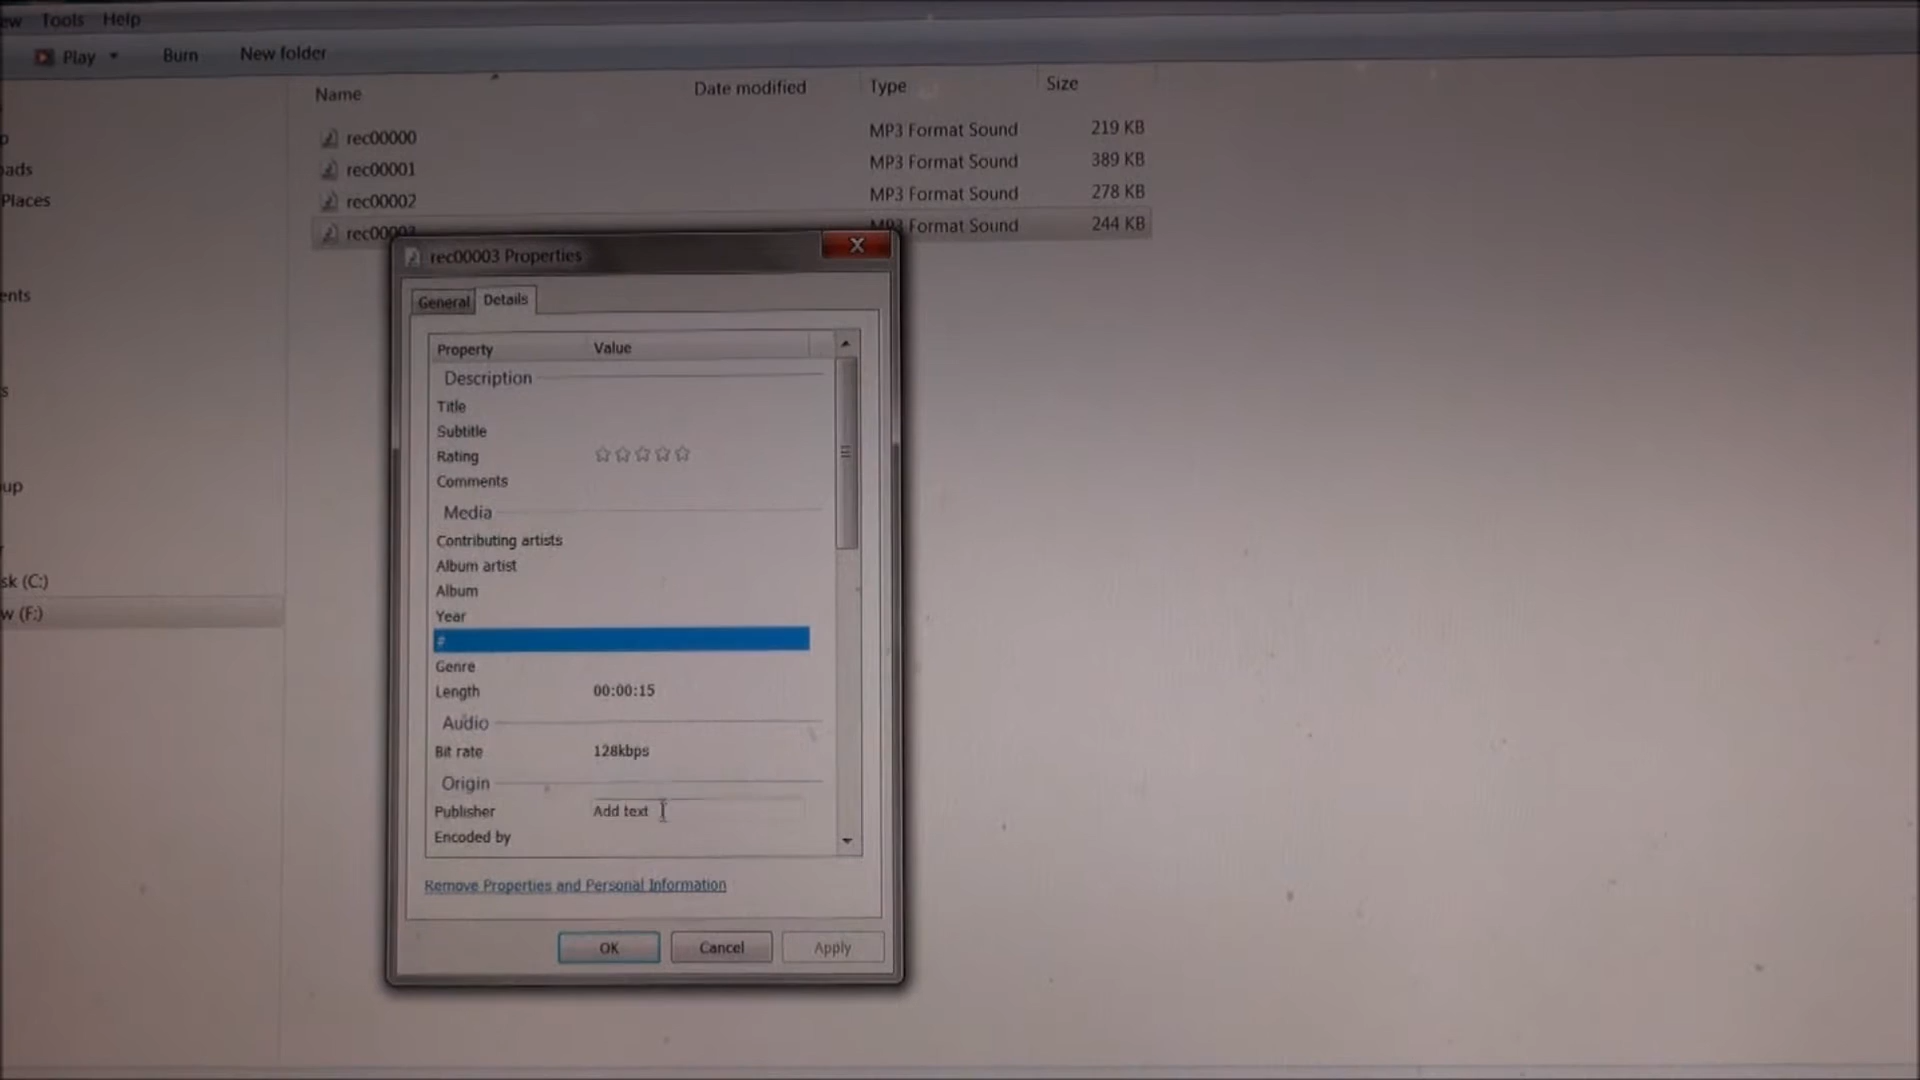 ew Tools Help
Play Burn New folder
Name Date modified Type Size
rec00000 MP3 Format Sound 219 KB
oads rec00001 MP3 Format Sound 389 KB
Places rec00002 MP3 Format Sound 278 KB
rec00003 MP3 Format Sound 244 KB
rec00003 Properties X
General Details
ents
Property Value
Description
Title
s
Subtitle
Rating
Comments
up
Media
Contributing artists
Album artist
sk (C:)
Album
w (F:)
Year
#
Genre
Length 00:00:15
Audio
Bit rate 128kbps
Origin
Publisher Add text
Encoded by
Remove Properties and Personal Information
OK Cancel Apply